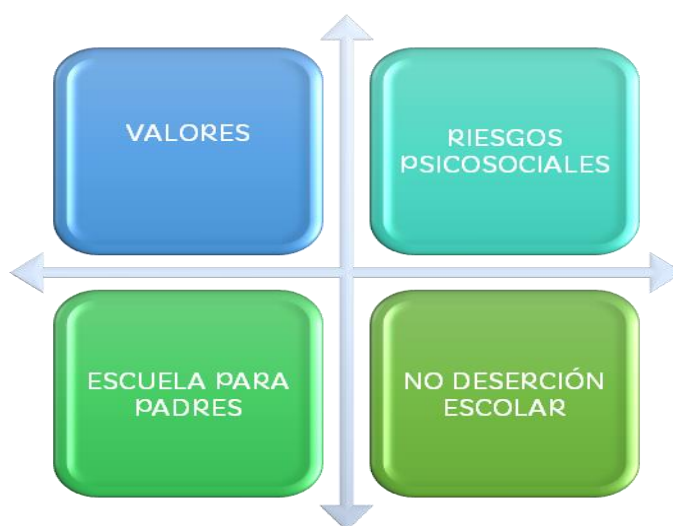 VALORES
RIESGOS
PSICOSOCIALES
ESCUELA PARA
PADRES
NO DESERCIÓN
ESCOLAR